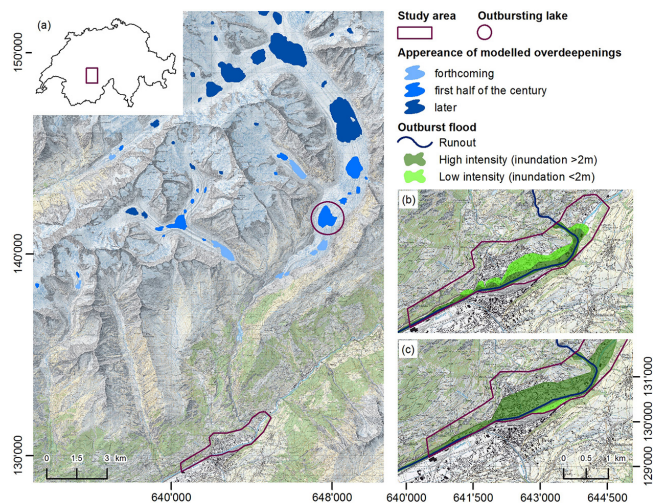 (a)
150'000
140'000
130'000
0 1.5 3 km
640'000 648'000
Study area Outbursting lake
Appereance of modelled overdeepenings
forthcoming
first half of the century
later
Outburst flood
Runout
High intensity (inundation >2m)
Low intensity (inundation <2m)
(b)
(c)
131'000
130'000
129'000
0 0.5 1 km
640'000 641'500 643'000 644'500